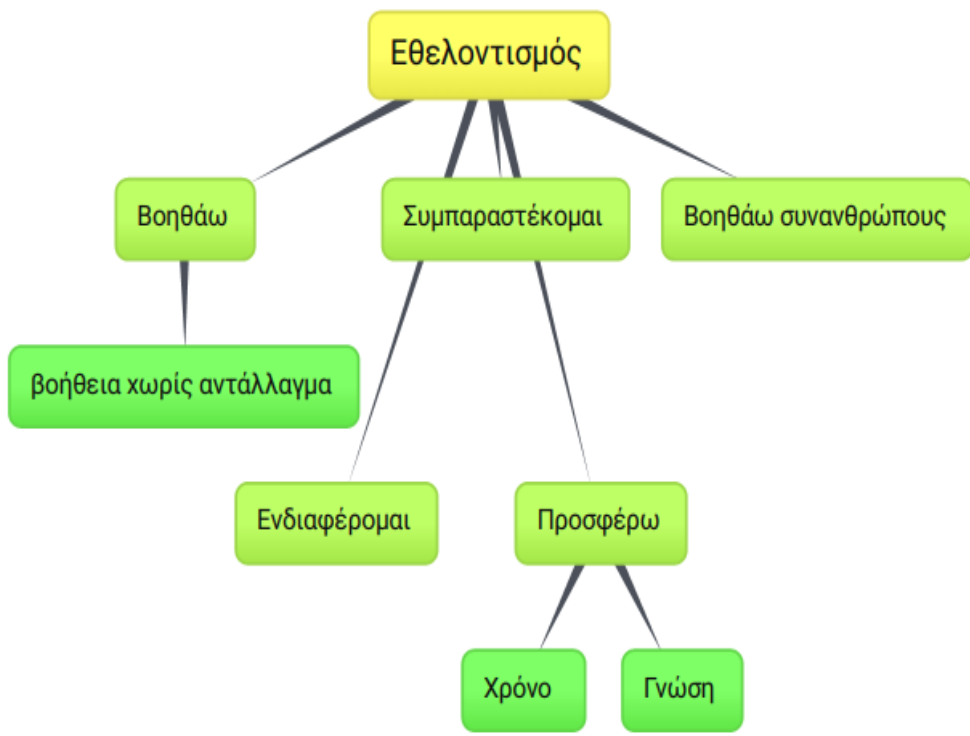 Εθελοντισμός
Βοηθάω
Συμπαραστέκομαι
Βοηθάω συνανθρώπους
βοήθεια χωρίς αντάλλαγμα
Ενδιαφέρομαι
Προσφέρω
Χρόνο
Γνώση